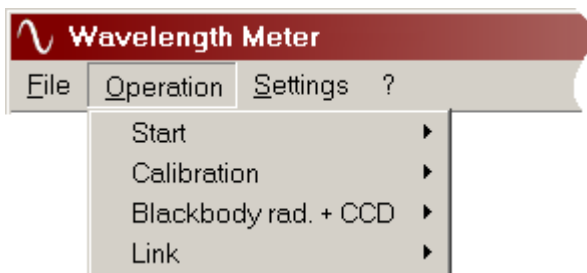 Wavelength Meter
File Operation Settings ?
Start
Calibration
Blackbody rad. + CCD
Link